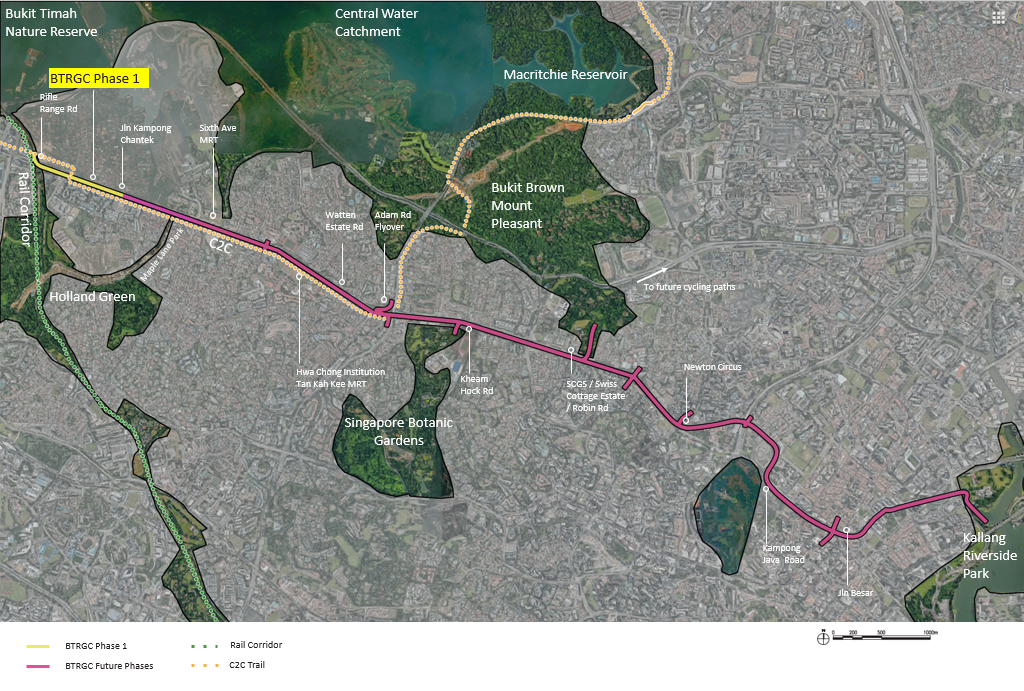 Bukit Timah
Nature Reserve
Central Water
Catchment
Macritchie Reservoir
BTRGC Phase 1
Rifle
Range Rd
Jln Kampong
Chantek
Sixth Ave
MRT
Rail Corridor
Bukit Brown
Mount
Pleasant
Watten
Estate Rd
Adam Rd
Flyover
C2C
Maple Lane Park
Holland Green
To future cycling paths
Hwa Chong Institution
Tan Kah Kee MRT
Kheam
Hock Rd
SCGS / Swiss
Cottage Estate
/ Robin Rd
Newton Circus
Singapore Botanic
Gardens
Kampong
Java Road
Jln Besar
Kallang
Riverside
Park
BTRGC Phase 1
BTRGC Future Phases
Rail Corridor
C2C Trail
N
0 200 500 1000m